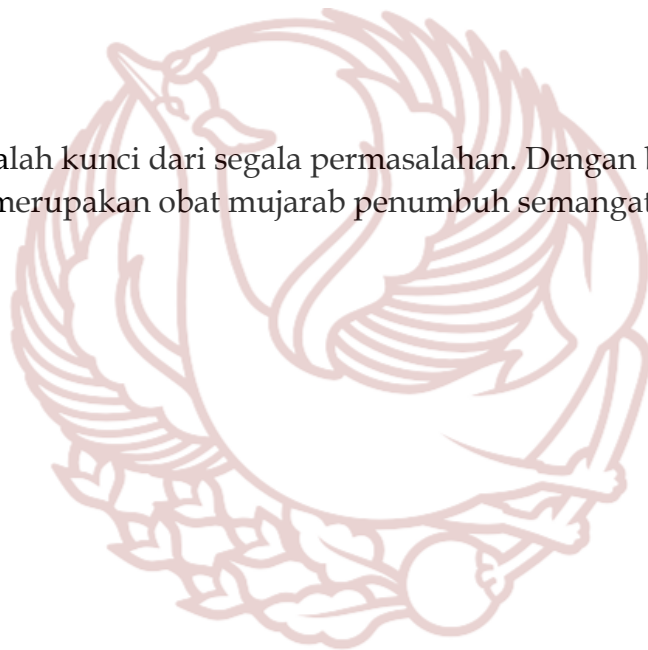 alah kunci dari segala permasalahan. Dengan
merupakan obat mujarab penumbuh semangat